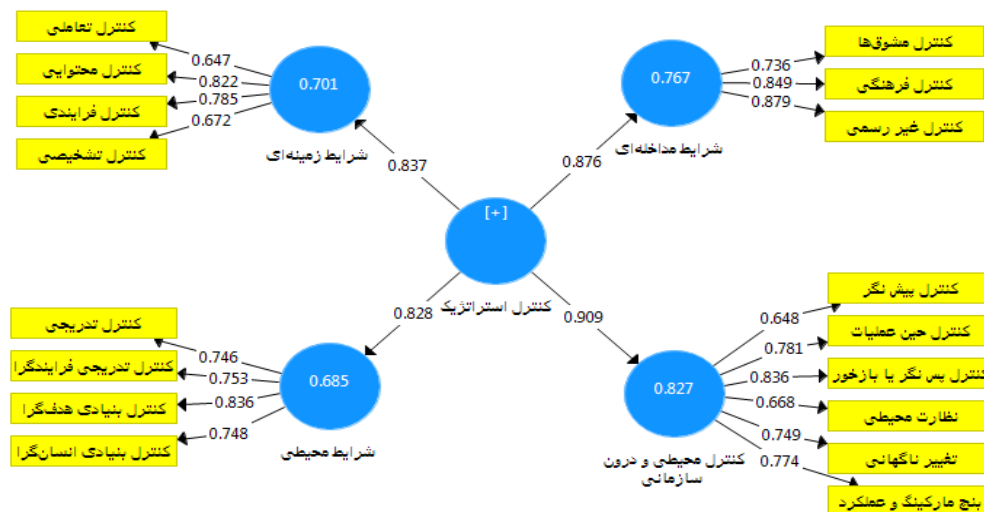 کنترل تعاملی
کنترل محتوایی
کنترل فرایندی
کنترل تشخیصی
0.647
0.822
0.785
0.672
0.701
شرایط زمینه‌ای
0.837
کنترل مشوق‌ها
کنترل فرهنگی
کنترل غیر رسمی
0.736
0.849
0.879
0.767
شرایط مداخله‌ای
0.876
[+]
کنترل استراتژیک
0.828
0.909
کنترل تدریجی
کنترل تدریجی فرایندگرا
کنترل بنیادی هدف‌گرا
کنترل بنیادی انسان‌گرا
0.746
0.753
0.836
0.748
0.685
شرایط محیطی
کنترل پیش نگر
کنترل حین عملیات
کنترل پس نگر یا بازخور
نظارت محیطی
تغییر ناگهانی
بنچ مارکینگ و عملکرد
0.648
0.781
0.836
0.668
0.749
0.774
0.827
کنترل محیطی و درون
سازمانی